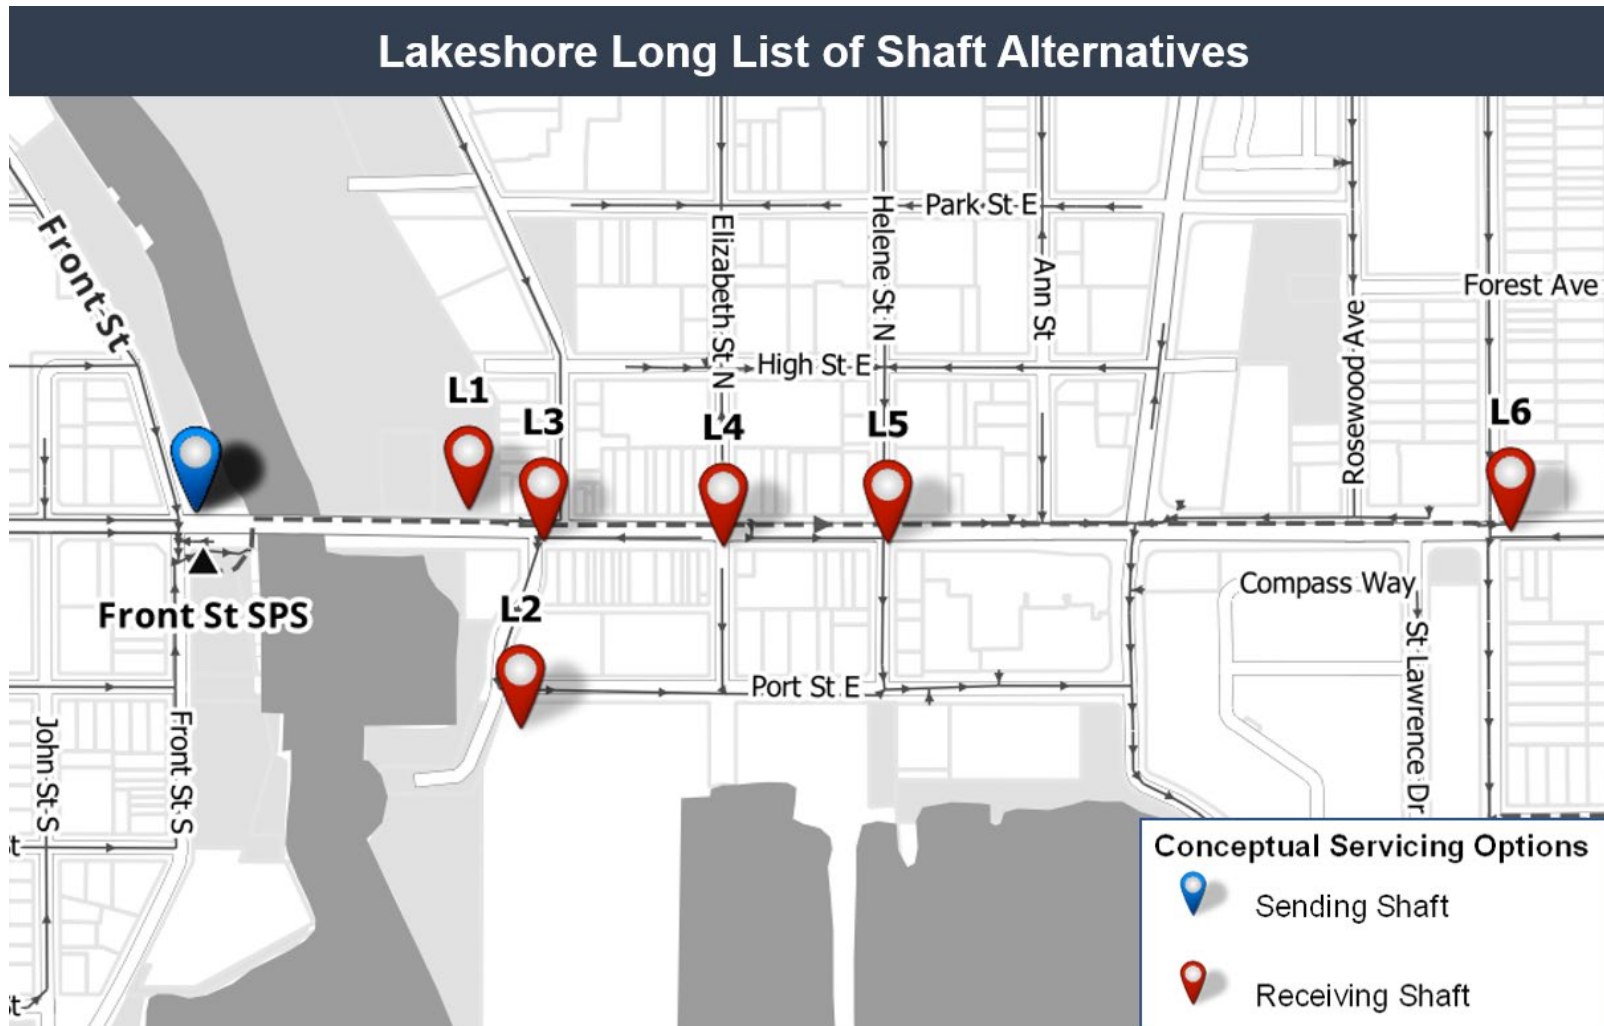 Lakeshore Long List of Shaft Alternatives
Front St
Park St E
Elizabeth St N
Helene St N
Ann St
Forest Ave
Rosewood Ave
High St E
L1
L3
L4
L5
L6
Front St SPS
L2
Compass Way
Port St E
St Lawrence Dr
John St S
Front St S
Conceptual Servicing Options
Sending Shaft
Receiving Shaft